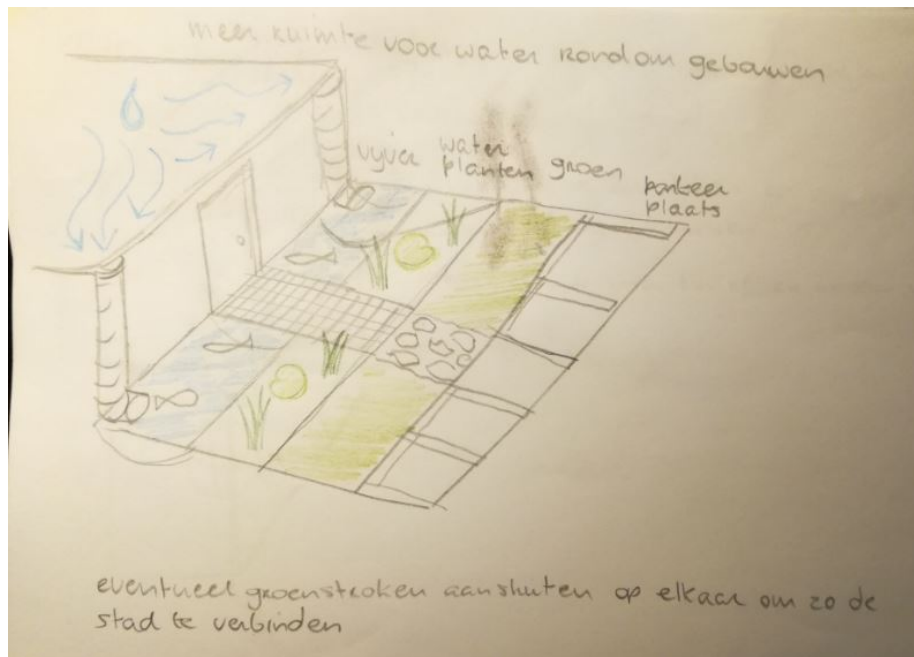 meer ruimte voor water rondom gebouwen
vijver
water
planten
groen
parkeer
plaats
eventueel groenstroken aansluiten op elkaar om zo de
stad te verbinden